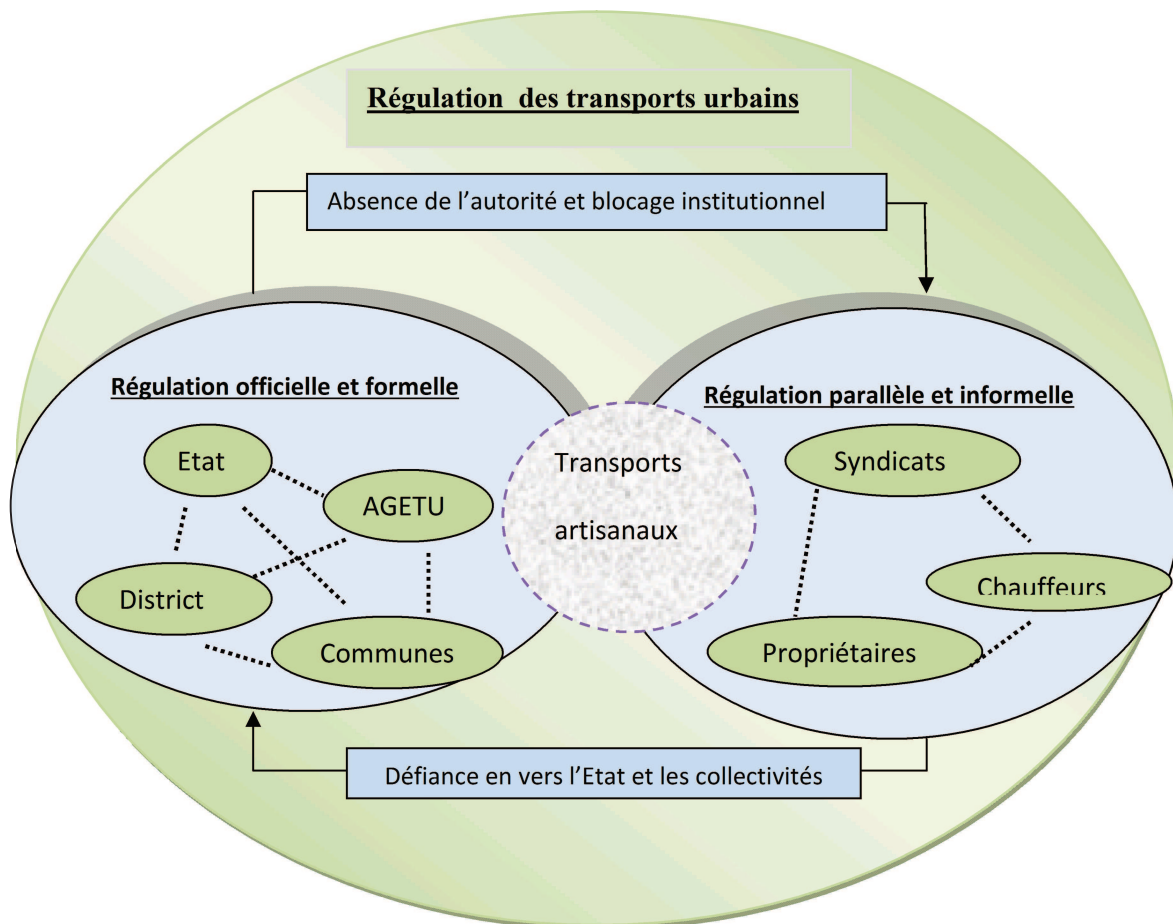 Régulation des transports urbains
Absence de l’autorité et blocage institutionnel
Régulation officielle et formelle
Etat
AGETU
District
Communes
Transports
artisanaux
Régulation parallèle et informelle
Syndicats
Chauffeurs
Propriétaires
Défiance en vers l’Etat et les collectivités